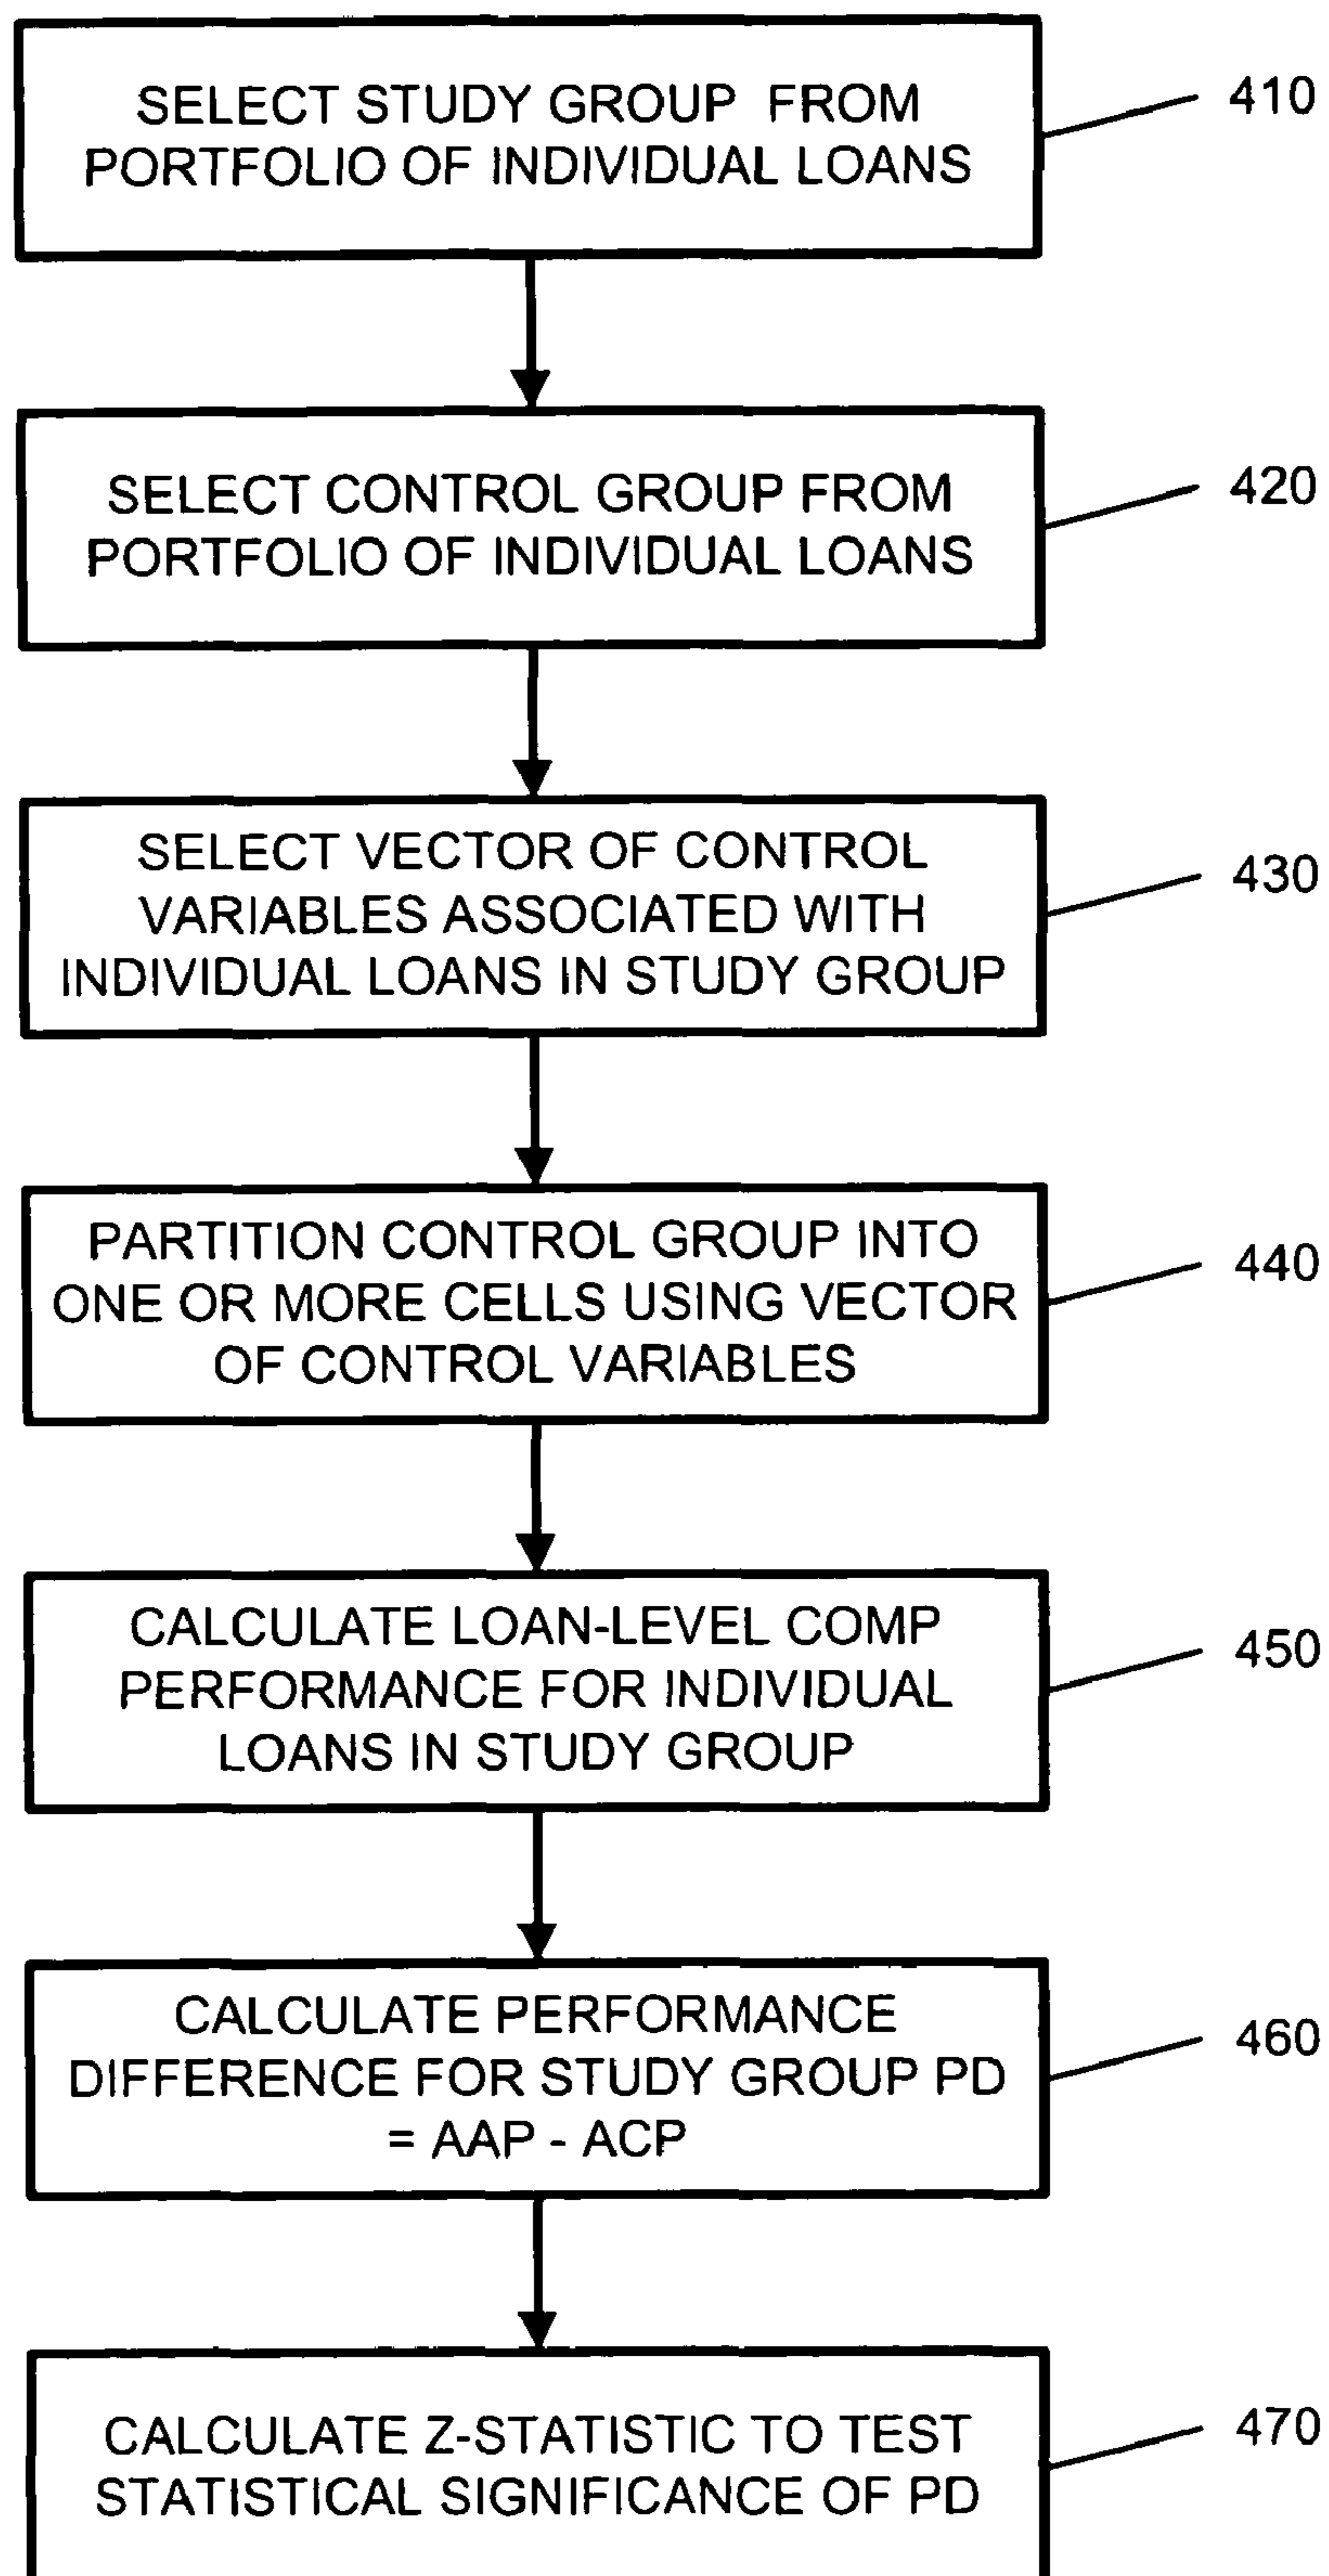 SELECT STUDY GROUP FROM
PORTFOLIO OF INDIVIDUAL LOANS
410
SELECT CONTROL GROUP FROM
PORTFOLIO OF INDIVIDUAL LOANS
420
SELECT VECTOR OF CONTROL
VARIABLES ASSOCIATED WITH
INDIVIDUAL LOANS IN STUDY GROUP
430
PARTITION CONTROL GROUP INTO
ONE OR MORE CELLS USING VECTOR
OF CONTROL VARIABLES
440
CALCULATE LOAN-LEVEL COMP
PERFORMANCE FOR INDIVIDUAL
LOANS IN STUDY GROUP
450
CALCULATE PERFORMANCE
DIFFERENCE FOR STUDY GROUP PD
= AAP - ACP
460
CALCULATE Z-STATISTIC TO TEST
STATISTICAL SIGNIFICANCE OF PD
470